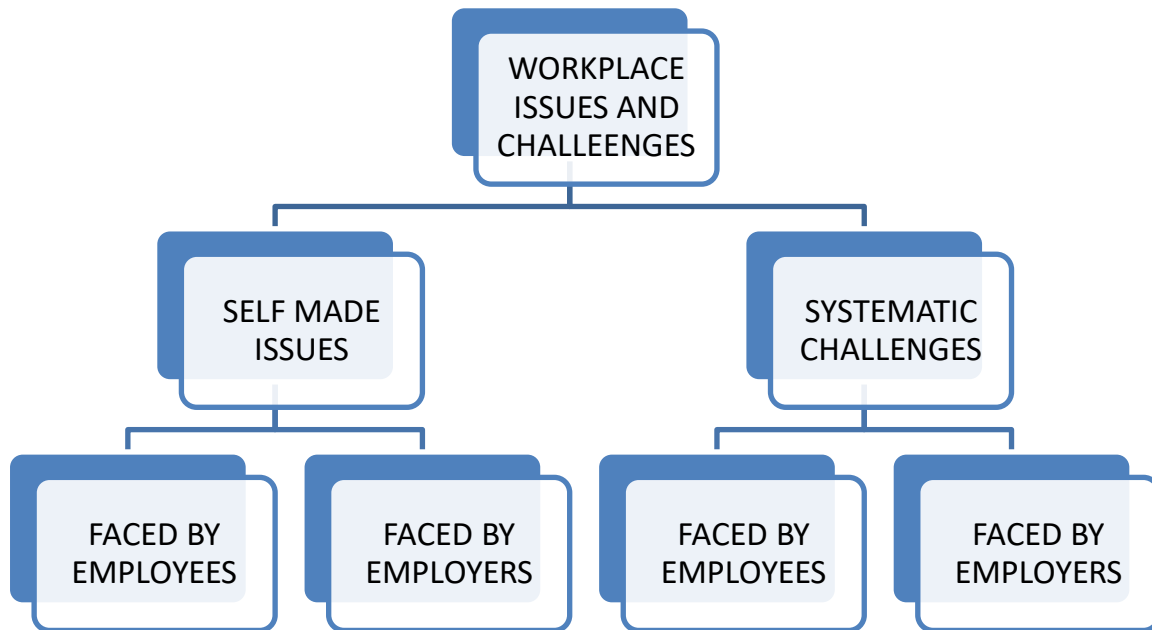 WORKPLACE
ISSUES AND
CHALLEENGES
SELF MADE
ISSUES
SYSTEMATIC
CHALLENGES
FACED BY
EMPLOYEES
FACED BY
EMPLOYERS
FACED BY
EMPLOYEES
FACED BY
EMPLOYERS